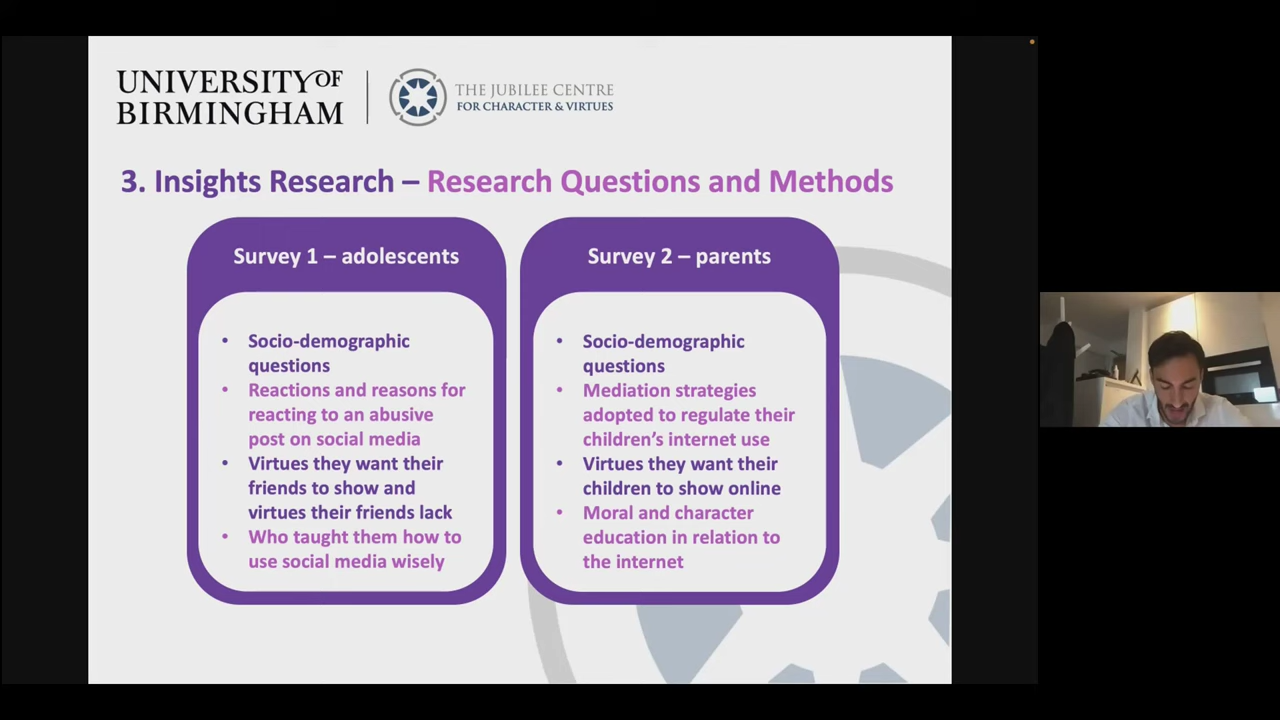 UNIVERSITY OF
BIRMINGHAM
THE JUBILEE CENTRE
FOR CHARACTER & VIRTUES
3. Insights Research – Research Questions and Methods
Survey 1 – adolescents
• Socio-demographic
questions
• Reactions and reasons for
reacting to an abusive
post on social media
• Virtues they want their
friends to show and
virtues their friends lack
• Who taught them how to
use social media wisely
Survey 2 – parents
• Socio-demographic
questions
• Mediation strategies
adopted to regulate their
children’s internet use
• Virtues they want their
children to show online
• Moral and character
education in relation to
the internet